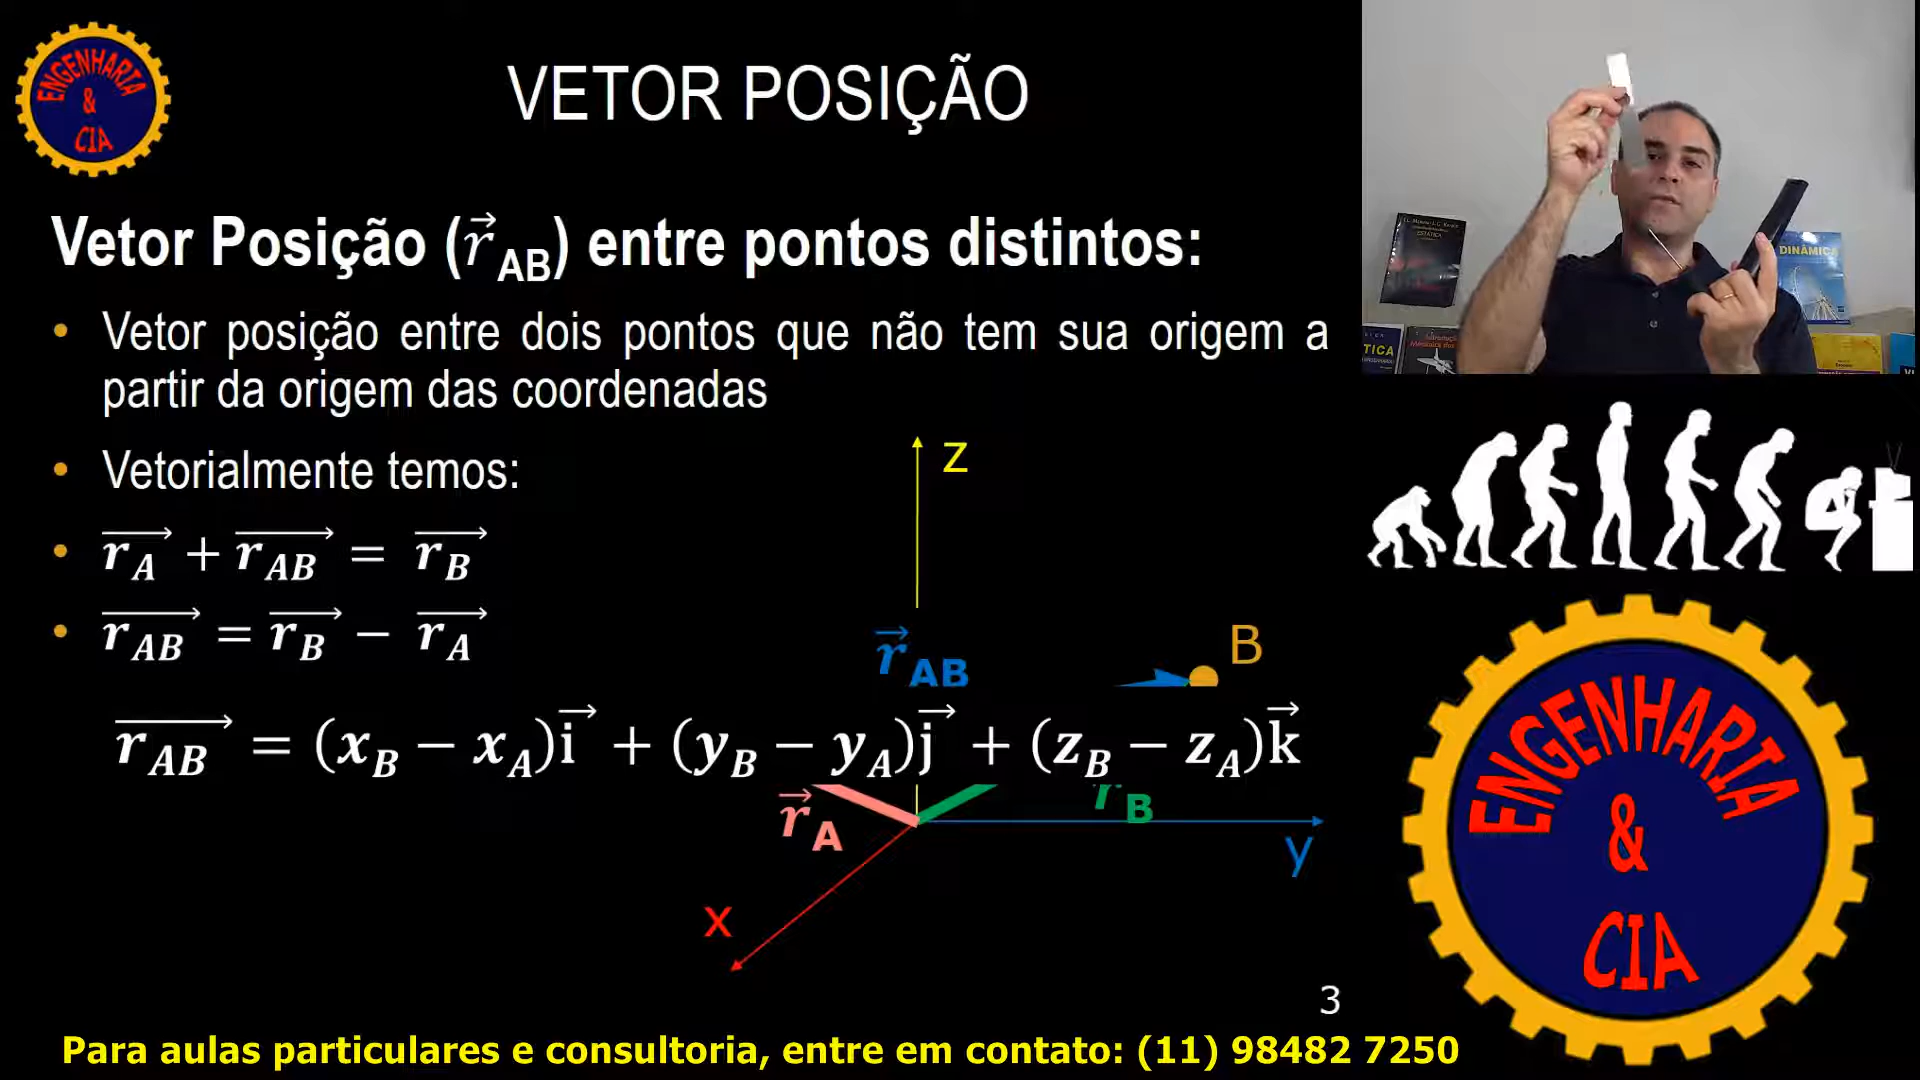 ENGENHARIA
&
CIA
VETOR POSIÇÃO
Vetor Posição (r⃗AB) entre pontos distintos:
• Vetor posição entre dois pontos que não tem sua origem a
partir da origem das coordenadas
• Vetorialmente temos:
• r⃗A + r⃗AB = r⃗B
• r⃗AB = r⃗B − r⃗A
r⃗AB = (xB − xA)i⃗ + (yB − yA)j⃗ + (zB − zA)k⃗
z
r⃗AB
B
r⃗A
rB
y
x
3
Para aulas particulares e consultoria, entre em contato: (11) 98482 7250
ESTÁTICA
DINÂMICA
TICA
ENGENHARIA
&
CIA